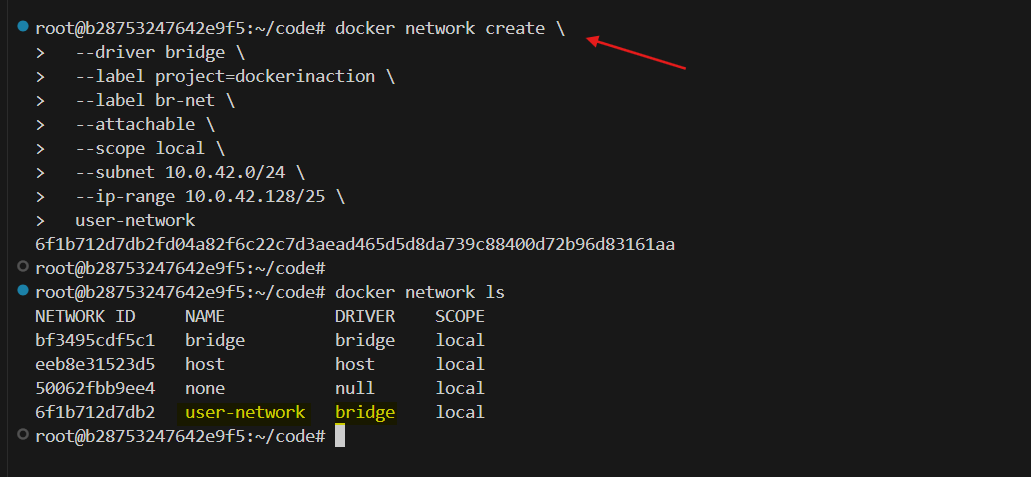 root@b28753247642e9f5:~/code# docker network create \
>   --driver bridge \
>   --label project=dockerinaction \
>   --label br-net \
>   --attachable \
>   --scope local \
>   --subnet 10.0.42.0/24 \
>   --ip-range 10.0.42.128/25 \
>   user-network
6f1b712d7db2fd04a82f6c22c7d3aead465d5d8da739c88400d72b96d83161aa
root@b28753247642e9f5:~/code#
root@b28753247642e9f5:~/code# docker network ls
NETWORK ID     NAME           DRIVER    SCOPE
bf3495cdf5c1   bridge         bridge    local
eeb8e31523d5   host           host      local
50062fbb9ee4   none           null      local
6f1b712d7db2   user-network   bridge    local
root@b28753247642e9f5:~/code#